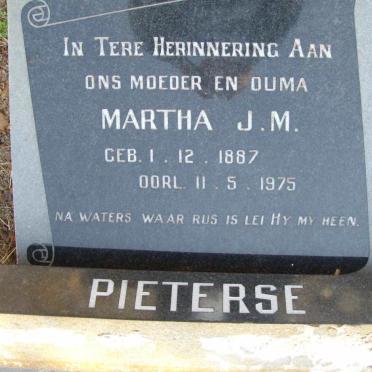 In Tere Herinnering Aan
ONS MOEDER EN OUMA
MARTHA J.M.
GEB. 1 . 12 . 1887
OORL. 11 . 5 . 1975
NA WATERS WAAR RUS IS LEI HY MY HEEN.
PIETERSE